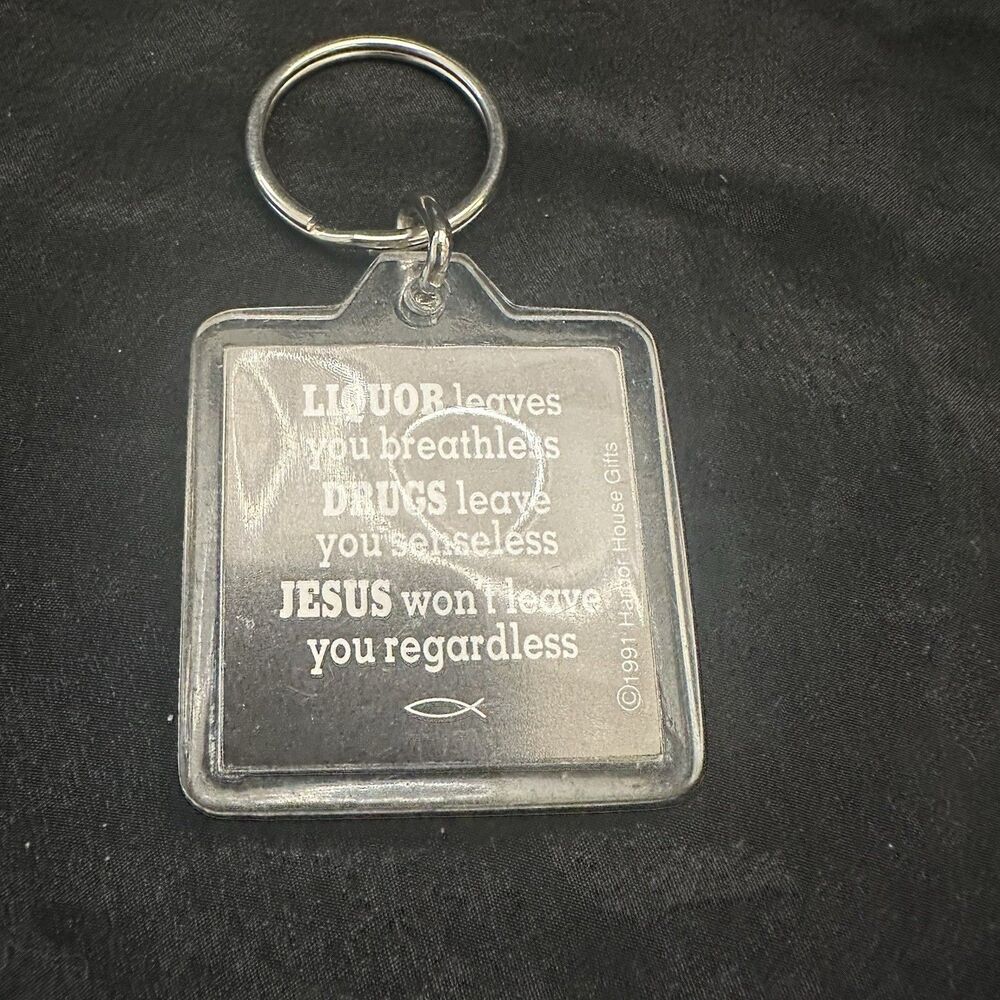 LIQUOR leaves
you breathless
DRUGS leave
you senseless
JESUS won't leave
you regardless
©1991 Harbor House Gifts